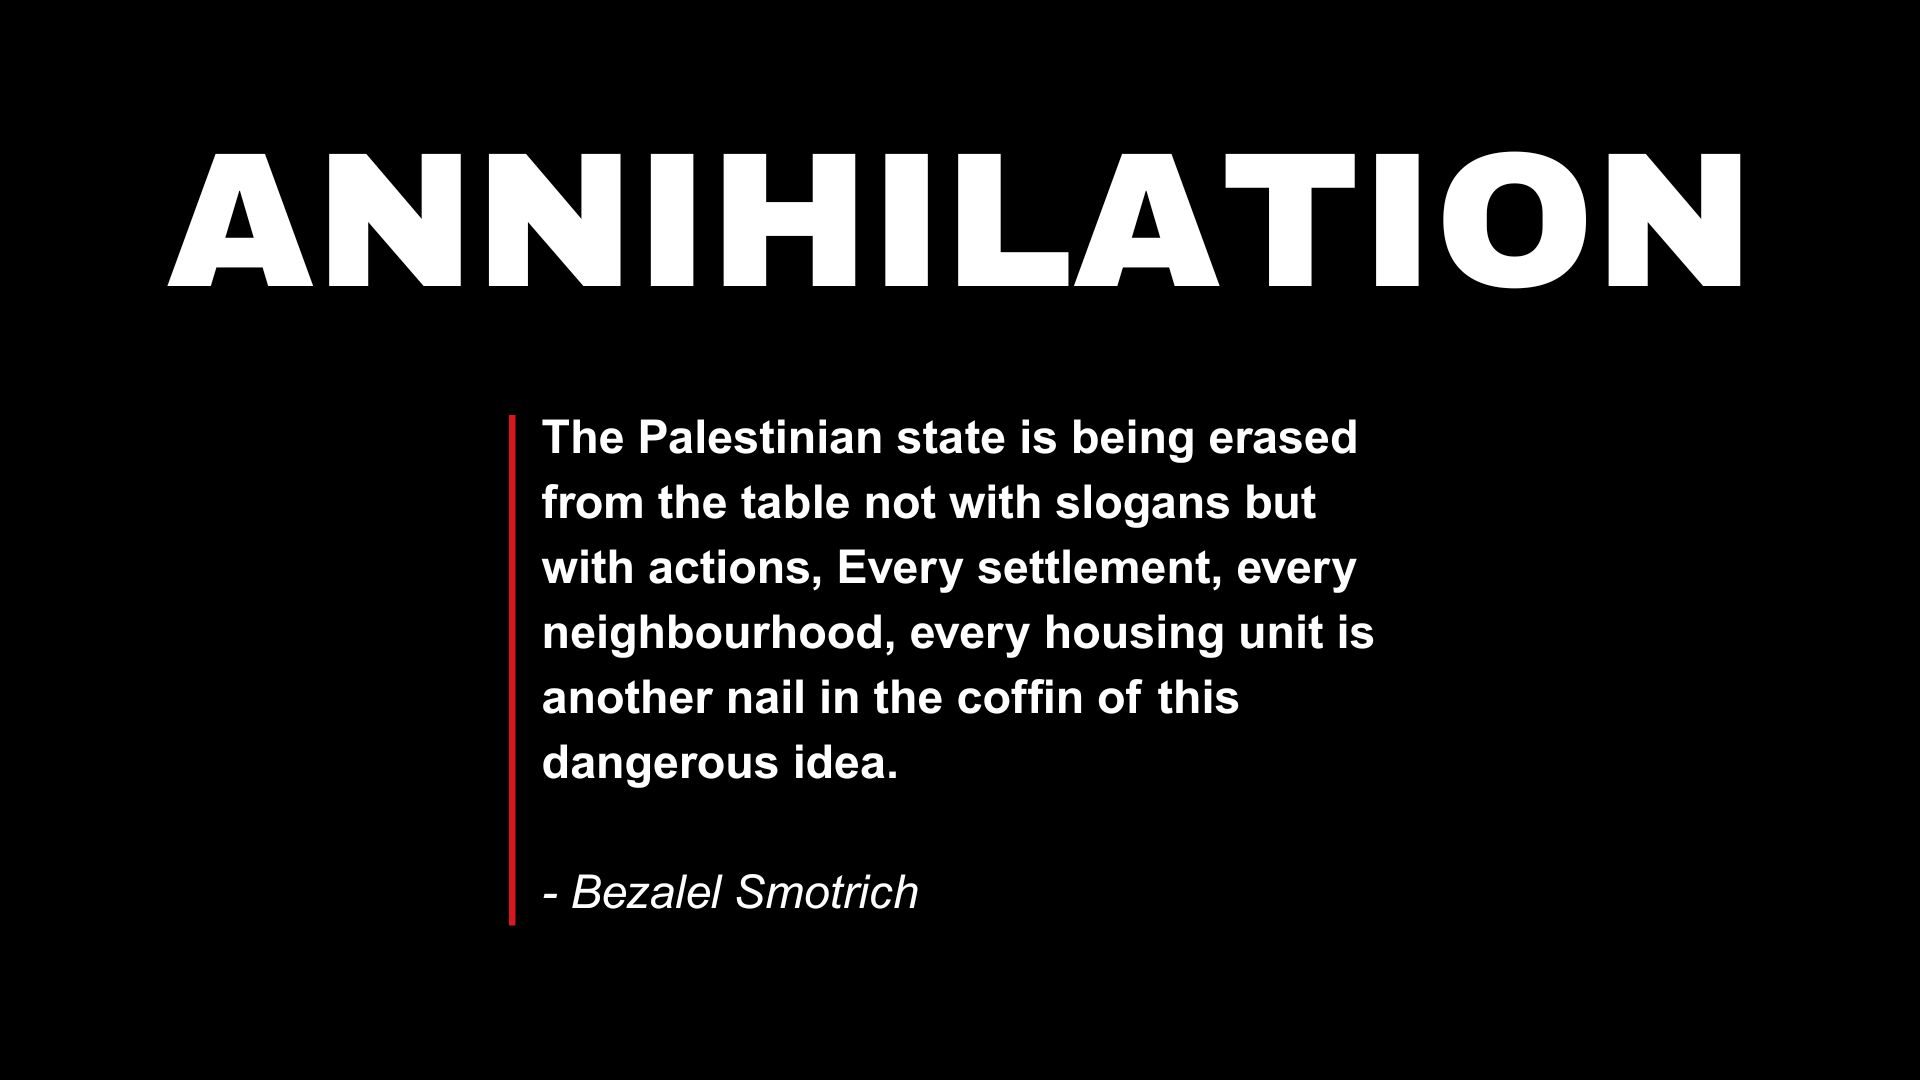 ANNIHILATION
The Palestinian state is being erased
from the table not with slogans but
with actions, Every settlement, every
neighbourhood, every housing unit is
another nail in the coffin of this
dangerous idea.
- Bezalel Smotrich